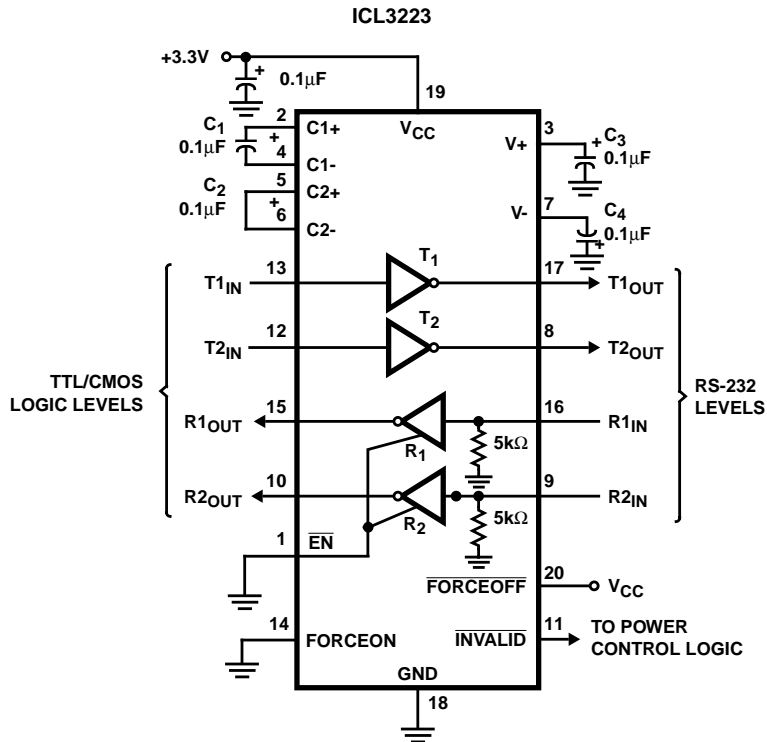 ICL3223
+3.3V
+
0.1μF
19
VCC
C1
0.1μF
2
+
4
C1+
C1-
C2
0.1μF
5
+
6
C2+
C2-
3
V+
+
C3
0.1μF
7
V-
C4
0.1μF
+
T1IN
13
T1
17
T1OUT
T2IN
12
T2
8
T2OUT
TTL/CMOS
LOGIC LEVELS
RS-232
LEVELS
R1OUT
15
R1
16
R1IN
5kΩ
R2OUT
10
R2
9
R2IN
5kΩ
1
EN
FORCEOFF
20
VCC
14
FORCEON
INVALID
11
TO POWER
CONTROL LOGIC
GND
18